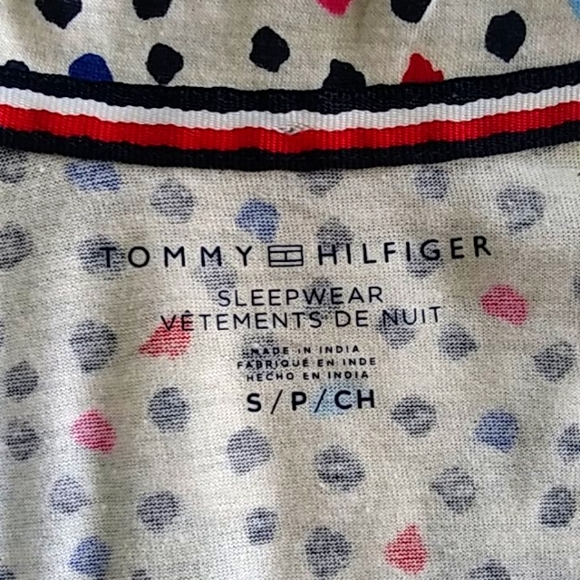 TOMMY HILFIGER
SLEEPWEAR
VÊTEMENTS DE NUIT
MADE IN INDIA
FABRIQUÉ EN INDE
HECHO EN INDIA
S/P/CH